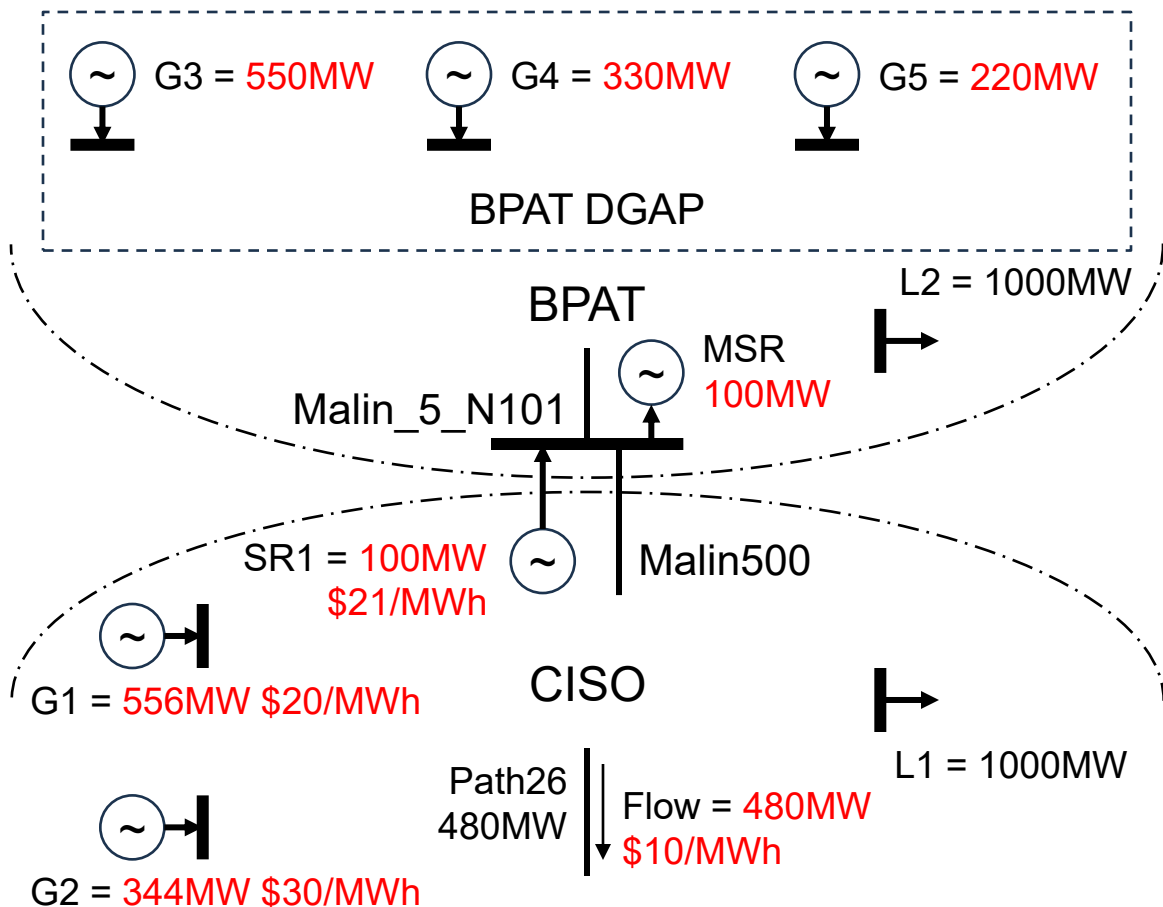 G3 = 550MW
G4 = 330MW
G5 = 220MW
BPAT DGAP
BPAT
L2 = 1000MW
MSR
100MW
Malin_5_N101
SR1 = 100MW
$21/MWh
Malin500
G1 = 556MW $20/MWh
CISO
L1 = 1000MW
Path26
480MW
Flow = 480MW
$10/MWh
G2 = 344MW $30/MWh